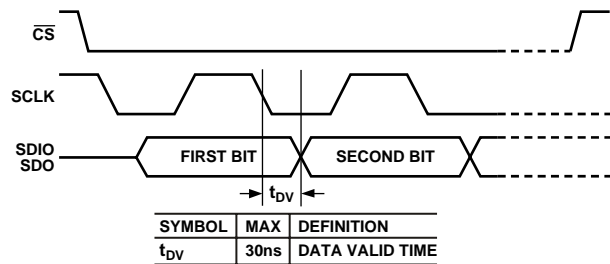 CS
SCLK
SDIO
SDO
FIRST BIT
SECOND BIT
tDV
SYMBOL MAX DEFINITION
tDV 30ns DATA VALID TIME